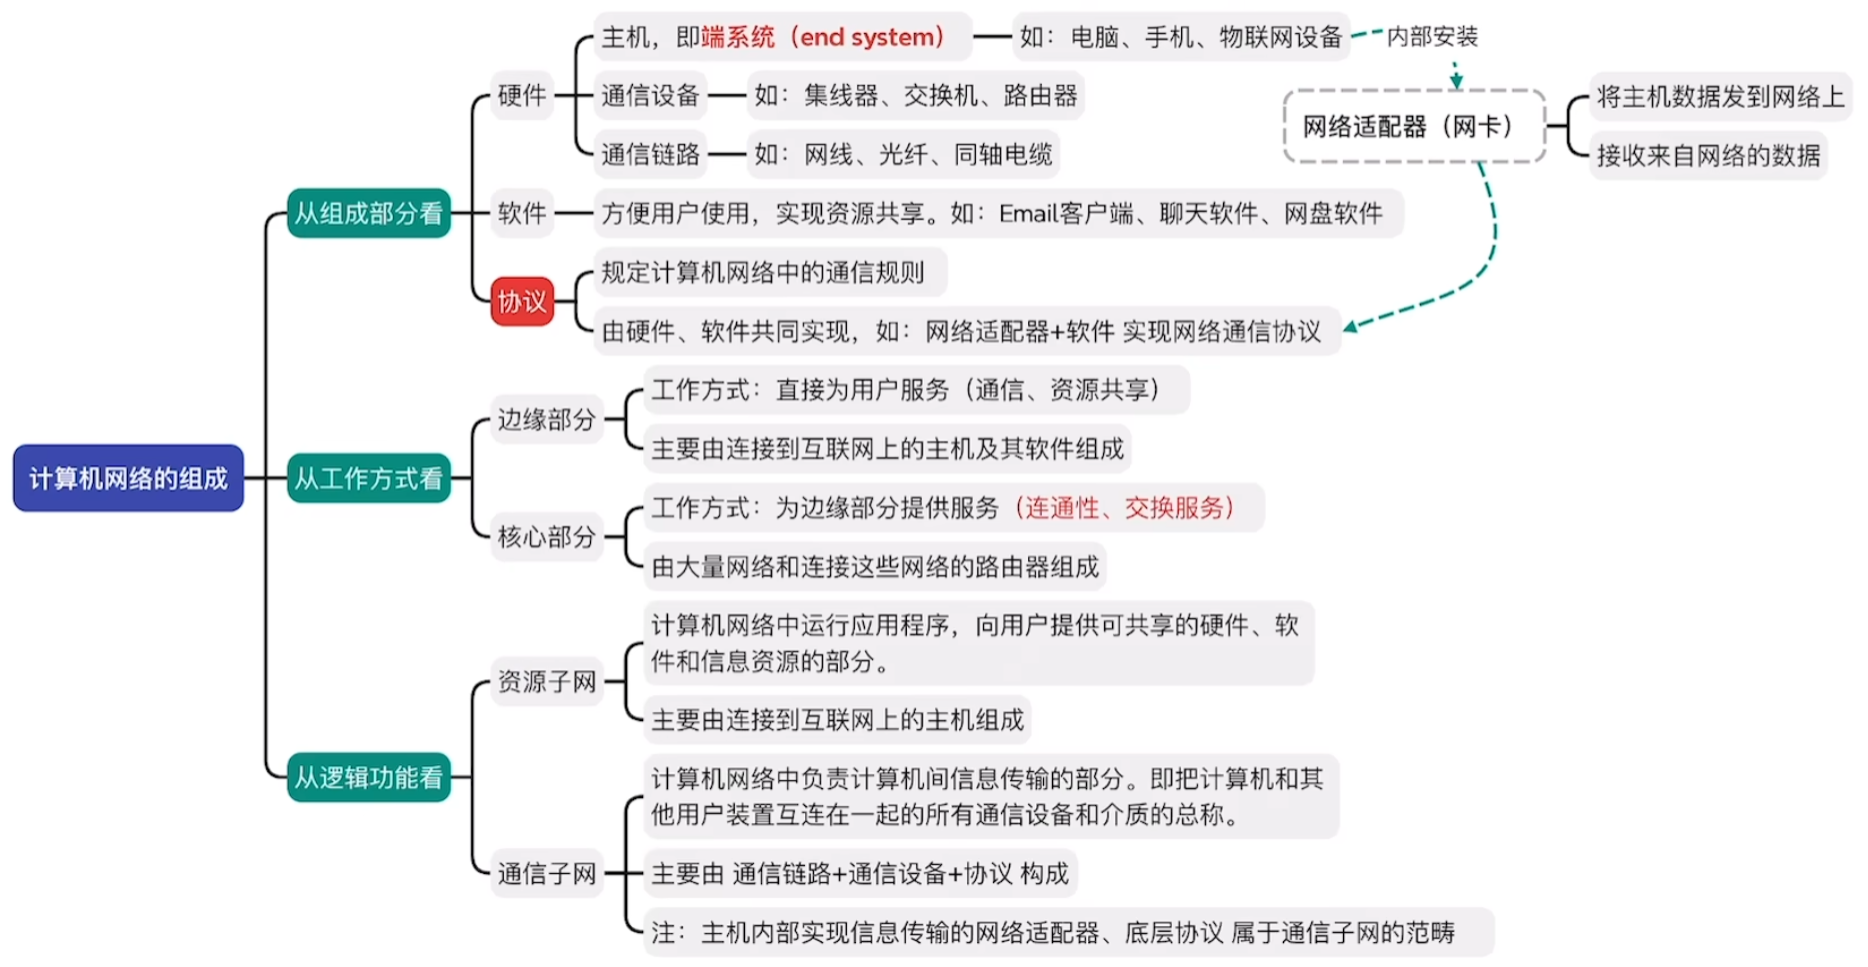 计算机网络的组成
从组成部分看
硬件
主机，即端系统（end system）
如：电脑、手机、物联网设备
内部安装
网络适配器（网卡）
将主机数据发到网络上
接收来自网络的数据
通信设备
如：集线器、交换机、路由器
通信链路
如：网线、光纤、同轴电缆
软件
方便用户使用，实现资源共享。如：Email客户端、聊天软件、网盘软件
协议
规定计算机网络中的通信规则
由硬件、软件共同实现，如：网络适配器+软件 实现网络通信协议
从工作方式看
边缘部分
工作方式：直接为用户服务（通信、资源共享）
主要由连接到互联网上的主机及其软件组成
核心部分
工作方式：为边缘部分提供服务（连通性、交换服务）
由大量网络和连接这些网络的路由器组成
从逻辑功能看
资源子网
计算机网络中运行应用程序，向用户提供可共享的硬件、软
件和信息资源的部分。
主要由连接到互联网上的主机组成
通信子网
计算机网络中负责计算机间信息传输的部分。即把计算机和其
他用户装置互连在一起的所有通信设备和介质的总称。
主要由 通信链路+通信设备+协议 构成
注：主机内部实现信息传输的网络适配器、底层协议 属于通信子网的范畴